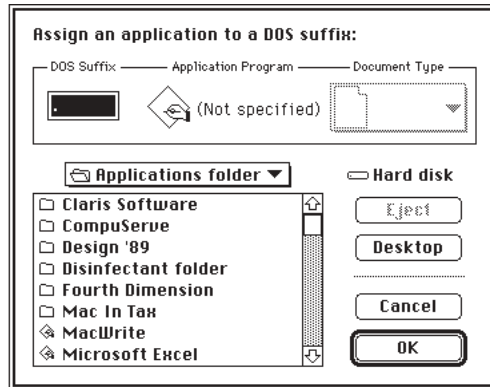 Assign an application to a DOS suffix:
DOS Suffix Application Program Document Type
. (Not specified)
Applications folder ▼ Hard disk
Claris Software
CompuServe
Design '89
Disinfectant folder
Fourth Dimension
Mac In Tax
MacWrite
Microsoft Excel
Eject
Desktop
Cancel
OK